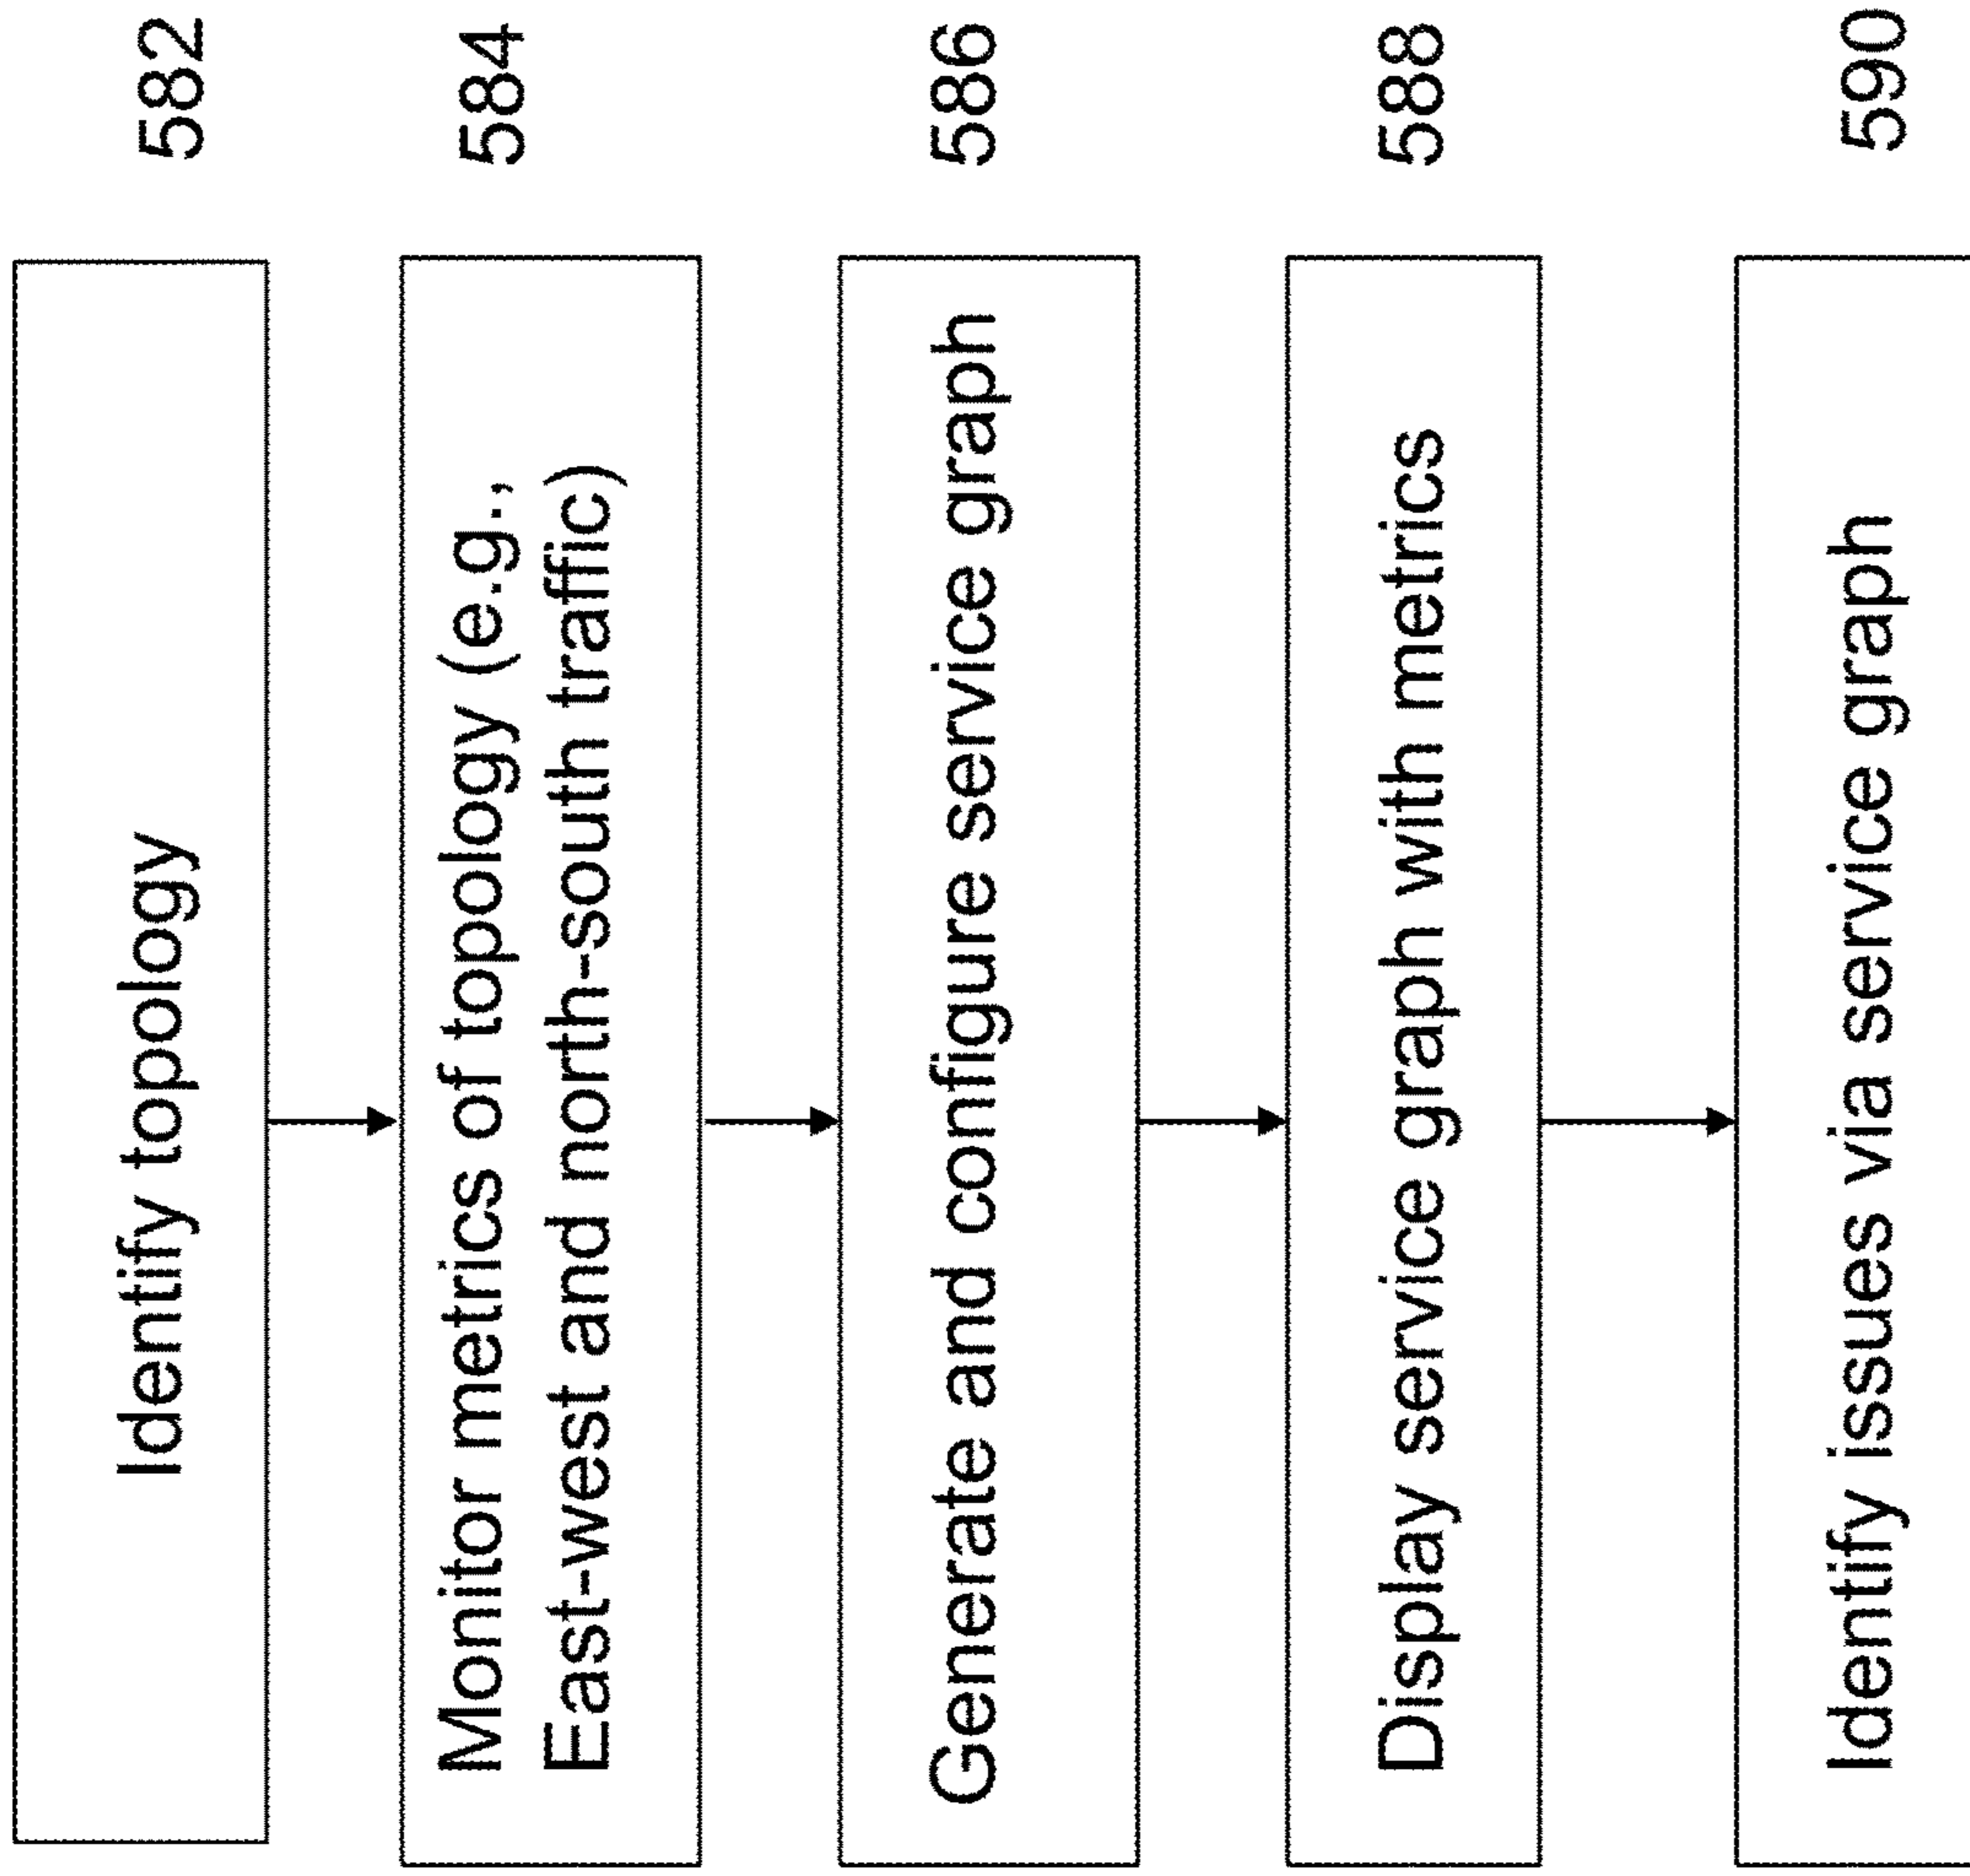 Identify topology
582
Monitor metrics of topology (e.g.,
East-west and north-south traffic)
584
Generate and configure service graph
586
Display service graph with metrics
588
Identify issues via service graph
590